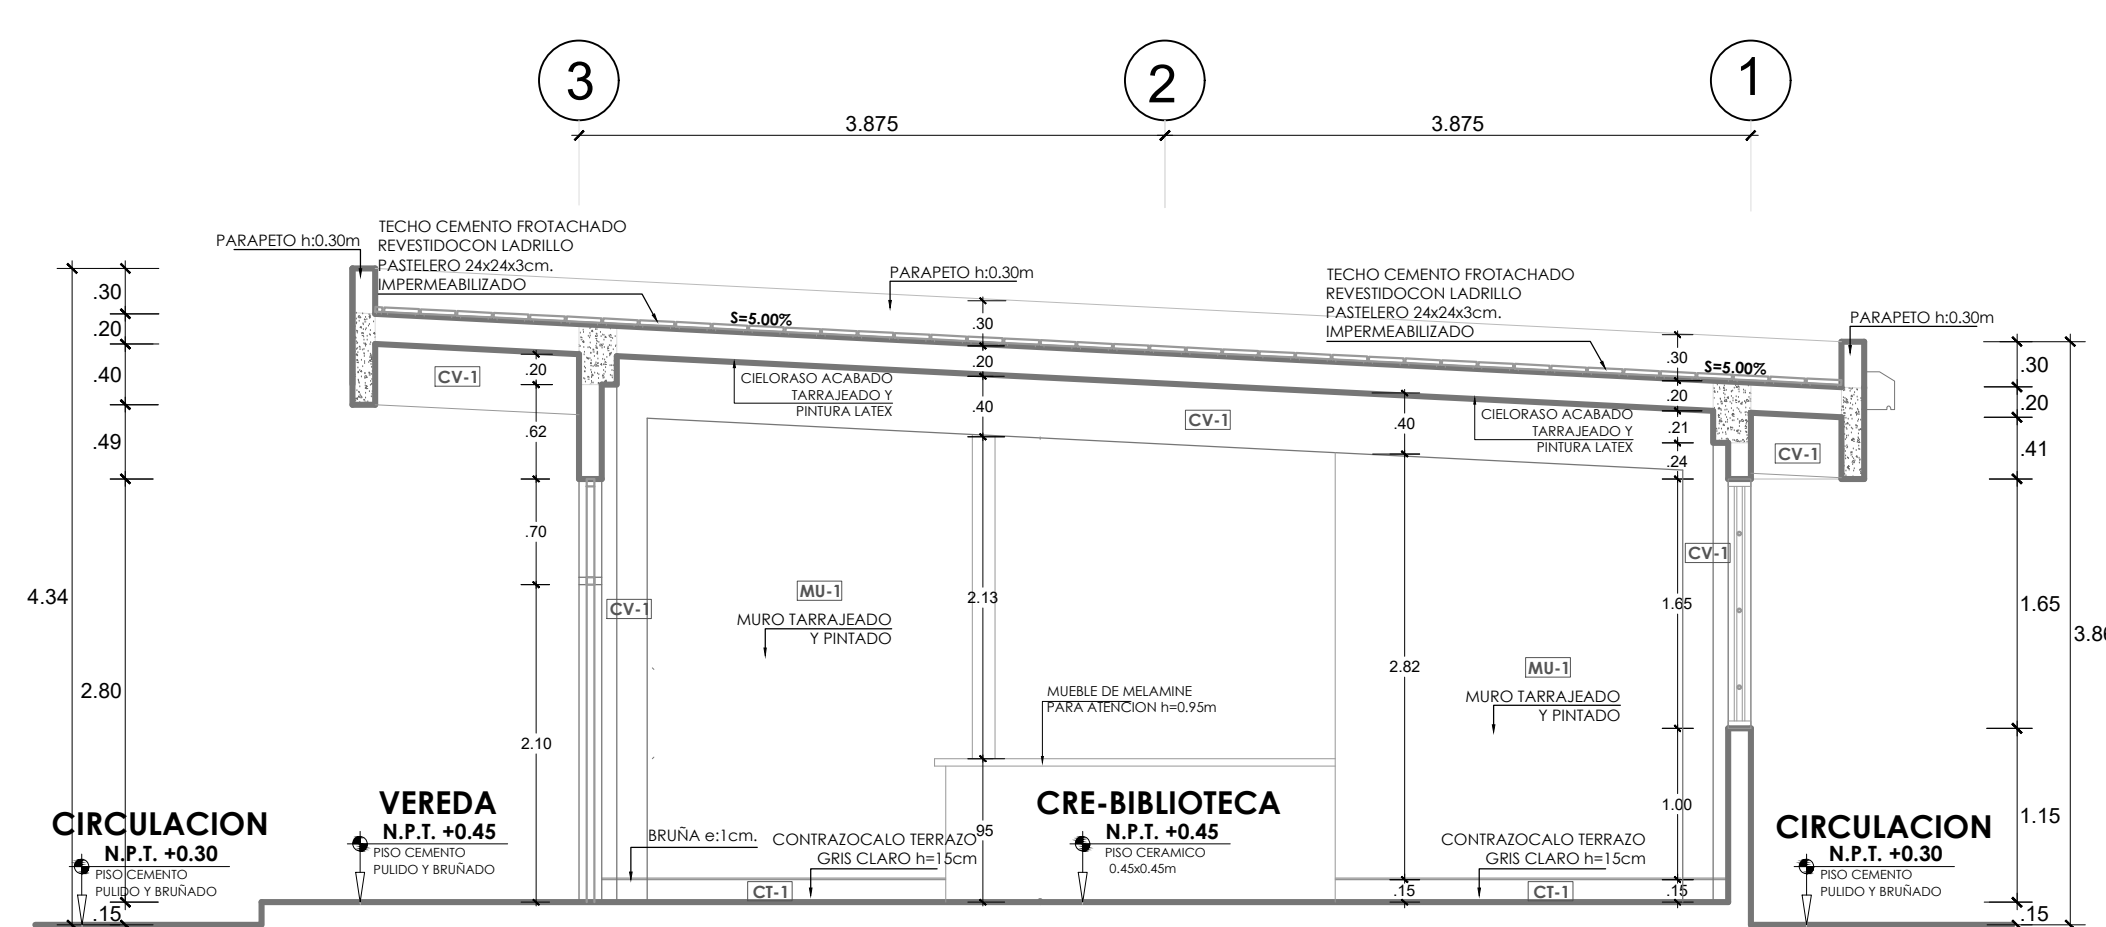 3
2
1
3.875
3.875
PARAPETO h:0.30m
TECHO CEMENTO FROTACHADO
REVESTIDOCON LADRILLO
PASTELERO 24x24x3cm.
IMPERMEABILIZADO
S=5.00%
PARAPETO h:0.30m
TECHO CEMENTO FROTACHADO
REVESTIDOCON LADRILLO
PASTELERO 24x24x3cm.
IMPERMEABILIZADO
S=5.00%
PARAPETO h:0.30m
.30
.20
.40
.49
2.80
.15
4.34
CV-1
.20
.62
.70
2.10
CIELORASO ACABADO
TARRAJEADO Y
PINTURA LATEX
.30
.20
.40
2.13
.95
CV-1
.40
2.82
.15
CIELORASO ACABADO
TARRAJEADO Y
PINTURA LATEX
.30
.20
.21
.24
1.65
1.00
.15
CV-1
.30
.20
.41
1.65
1.15
.15
CV-1
CV-1
MU-1
MURO TARRAJEADO
Y PINTADO
MU-1
MURO TARRAJEADO
Y PINTADO
MUEBLE DE MELAMINE
PARA ATENCION h=0.95m
CIRCULACION
N.P.T. +0.30
PISO CEMENTO
PULIDO Y BRUÑADO
VEREDA
N.P.T. +0.45
PISO CEMENTO
PULIDO Y BRUÑADO
BRUÑA e:1cm.
CONTRAZOCALO TERRAZO
GRIS CLARO h=15cm
CT-1
CRE-BIBLIOTECA
N.P.T. +0.45
PISO CERAMICO
0.45x0.45m
CONTRAZOCALO TERRAZO
GRIS CLARO h=15cm
CT-1
CIRCULACION
N.P.T. +0.30
PISO CEMENTO
PULIDO Y BRUÑADO